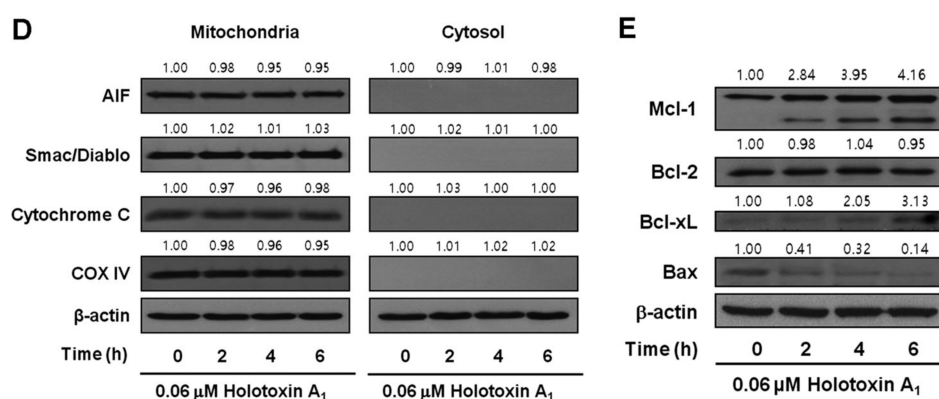 D
Mitochondria Cytosol
1.00 0.98 0.95 0.95 1.00 0.99 1.01 0.98
AIF
1.00 1.02 1.01 1.03 1.00 1.02 1.01 1.00
Smac/Diablo
1.00 0.97 0.96 0.98 1.00 1.03 1.00 1.00
Cytochrome C
1.00 0.98 0.96 0.95 1.00 1.01 1.02 1.02
COX IV
β-actin
Time (h) 0 2 4 6 0 2 4 6
0.06 μM Holotoxin A₁ 0.06 μM Holotoxin A₁
E
1.00 2.84 3.95 4.16
Mcl-1
1.00 0.98 1.04 0.95
Bcl-2
1.00 1.08 2.05 3.13
Bcl-xL
1.00 0.41 0.32 0.14
Bax
β-actin
Time (h) 0 2 4 6
0.06 μM Holotoxin A₁